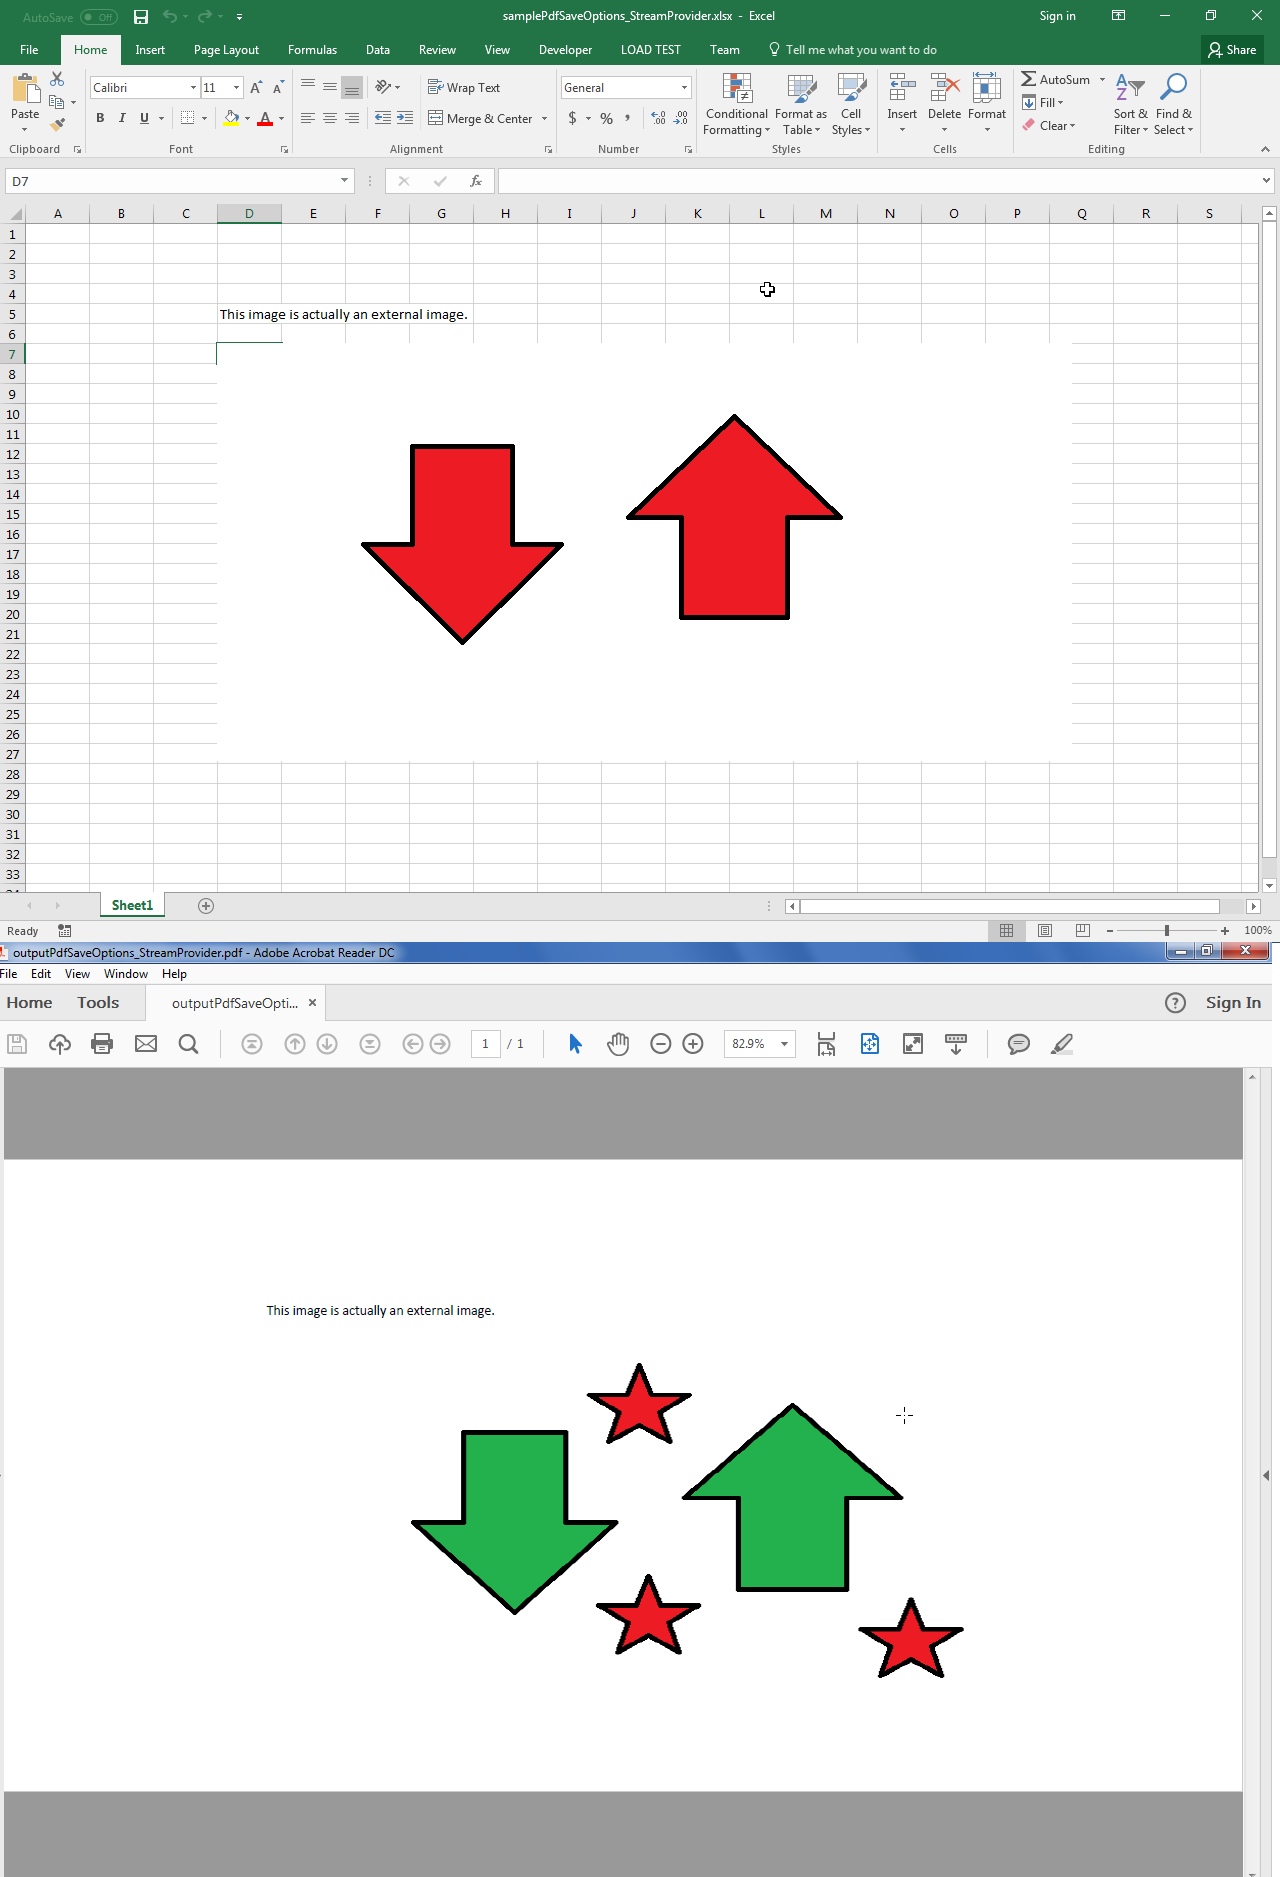 AutoSave Off samplePdfSaveOptions_StreamProvider.xlsx - Excel Sign in
File Home Insert Page Layout Formulas Data Review View Developer LOAD TEST Team Tell me what you want to do Share
Paste
Clipboard
Calibri 11
B I U
Font
Wrap Text
Merge & Center
Alignment
General
$ % ,
Number
Conditional Formatting
Format as Table
Cell Styles
Styles
Insert Delete Format
Cells
AutoSum
Fill
Clear
Sort & Filter
Find & Select
Editing
D7 fx
A B C D E F G H I J K L M N O P Q R S
1
2
3
4
5 This image is actually an external image.
6
7
8
9
10
11
12
13
14
15
16
17
18
19
20
21
22
23
24
25
26
27
28
29
30
31
32
33
Sheet1
Ready 100%
outputPdfSaveOptions_StreamProvider.pdf - Adobe Acrobat Reader DC
File Edit View Window Help
Home Tools outputPdfSaveOpti... × ? Sign In
1 / 1 82.9%
This image is actually an external image.